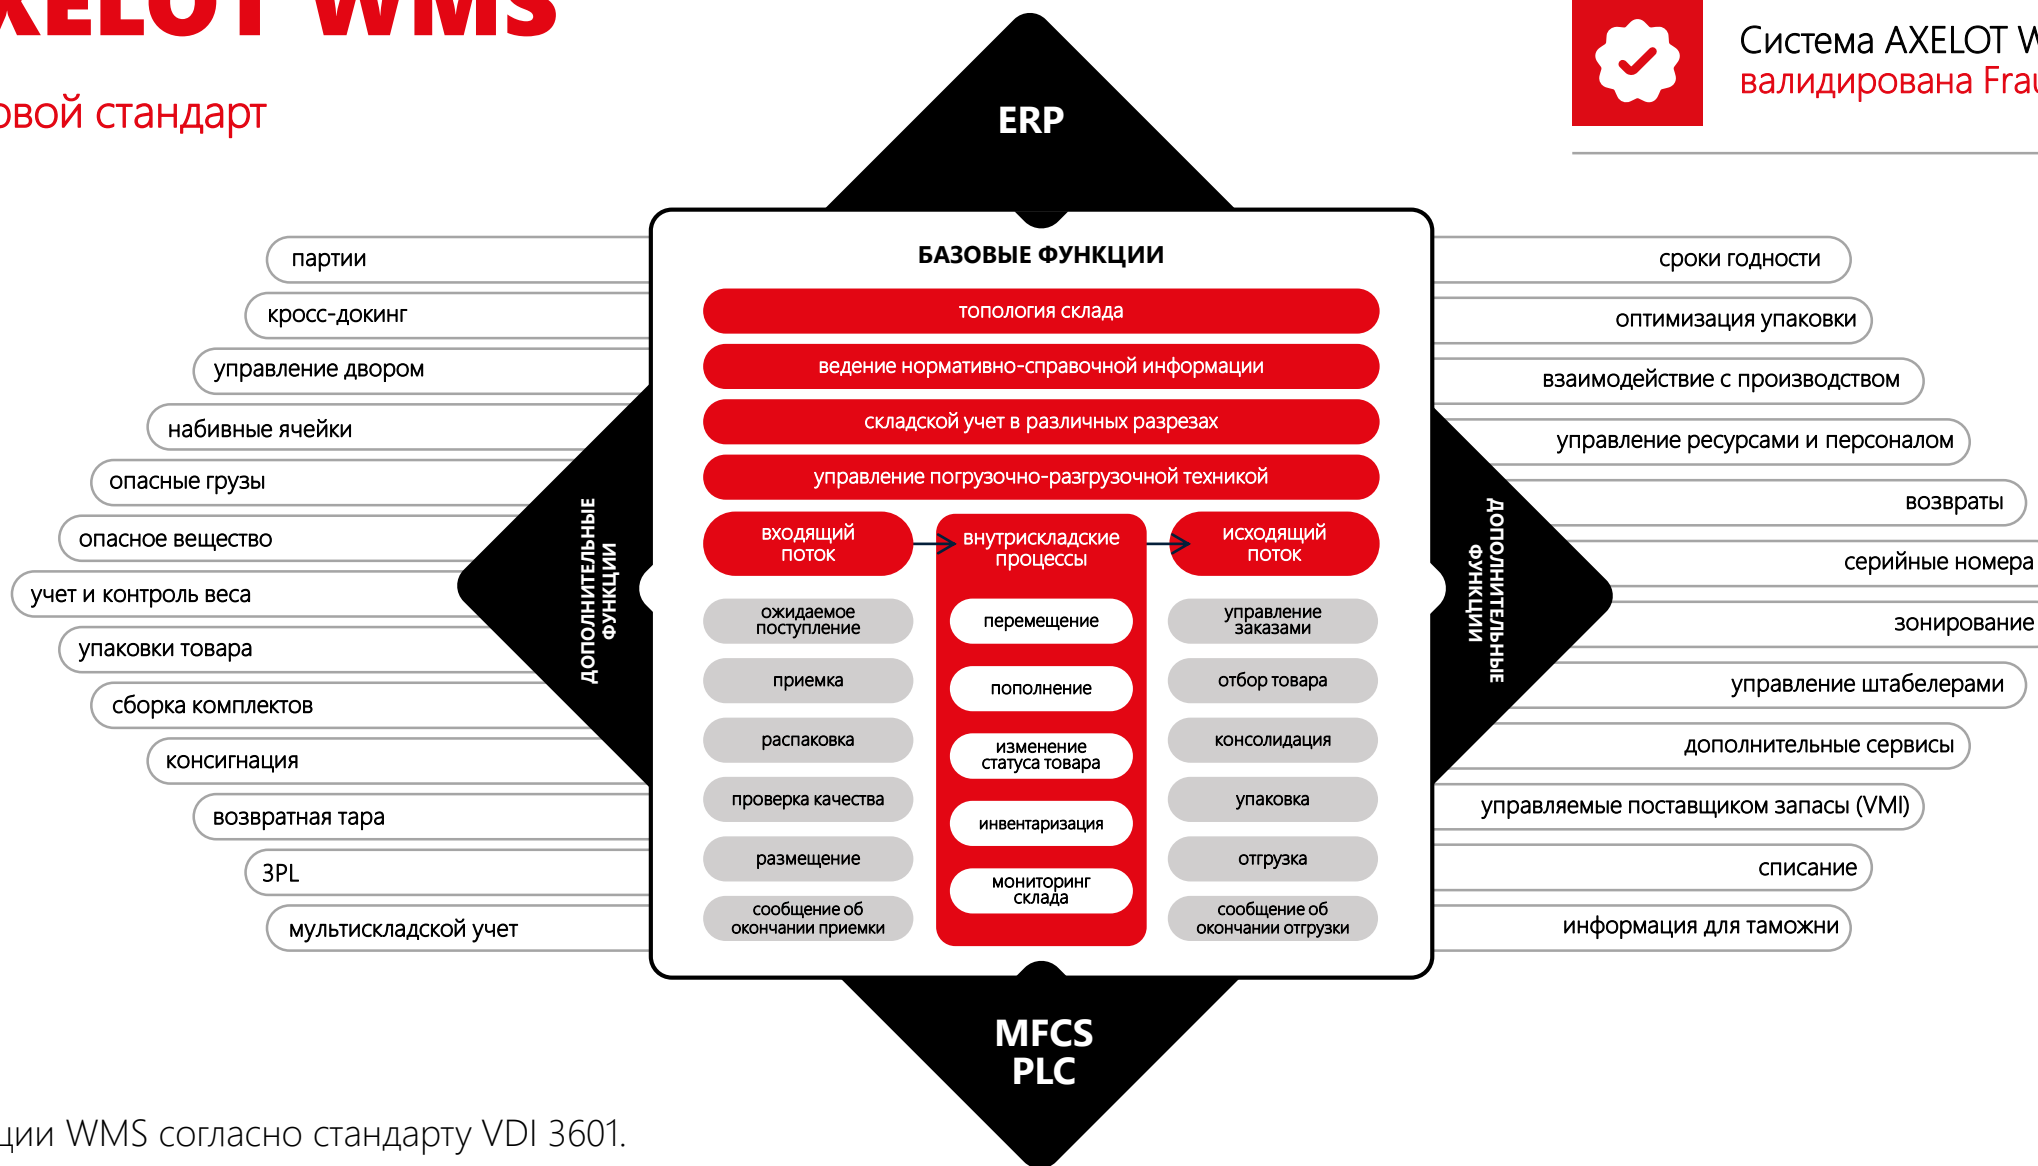 XELOT WMS
овой стандарт
Система AXELOT W
валидирована Frau
ERP
партии
кросс-докинг
управление двором
набивные ячейки
опасные грузы
опасное вещество
учет и контроль веса
упаковки товара
сборка комплектов
консигнация
возвратная тара
3PL
мультискладской учет
ДОПОЛНИТЕЛЬНЫЕ
ФУНКЦИИ
БАЗОВЫЕ ФУНКЦИИ
топология склада
ведение нормативно-справочной информации
складской учет в различных разрезах
управление погрузочно-разгрузочной техникой
входящий
поток
ожидаемое
поступление
приемка
распаковка
проверка качества
размещение
сообщение об
окончании приемки
внутрискладские
процессы
перемещение
пополнение
изменение
статуса товара
инвентаризация
мониторинг
склада
исходящий
поток
управление
заказами
отбор товара
консолидация
упаковка
отгрузка
сообщение об
окончании отгрузки
ДОПОЛНИТЕЛЬНЫЕ
ФУНКЦИИ
сроки годности
оптимизация упаковки
взаимодействие с производством
управление ресурсами и персоналом
возвраты
серийные номера
зонирование
управление штабелерами
дополнительные сервисы
управляемые поставщиком запасы (VMI)
списание
информация для таможни
MFCS
PLC
ции WMS согласно стандарту VDI 3601.